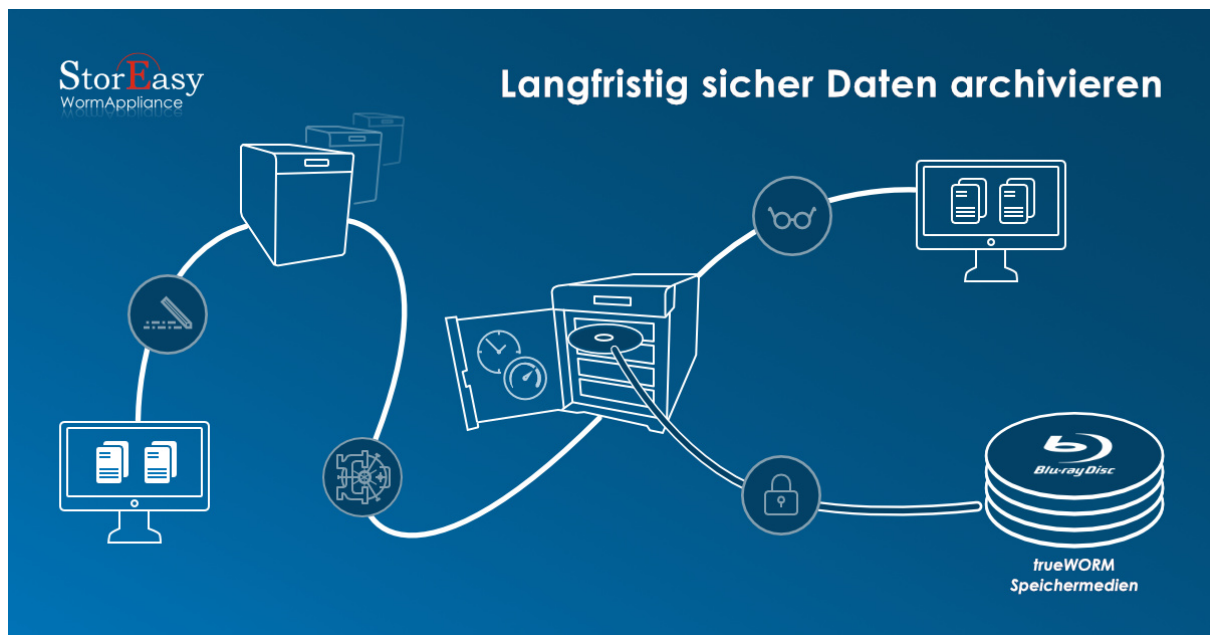 StorEasy
WormAppliance
Langfristig sicher Daten archivieren
Blu-ray Disc
trueWORM
Speichermedien